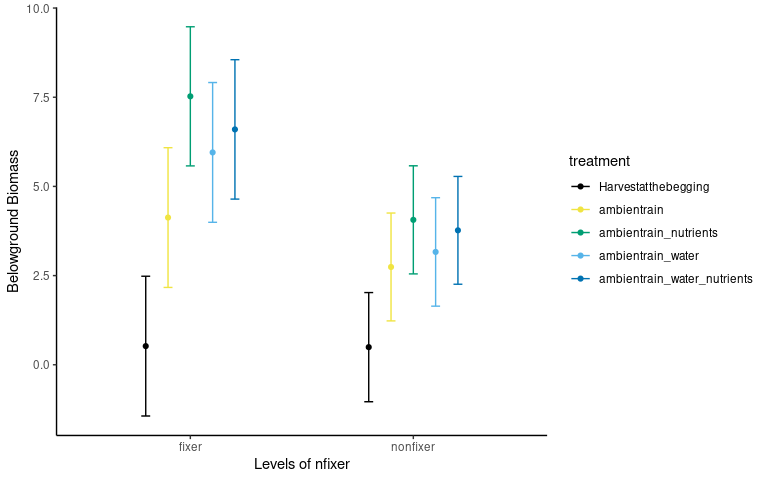 10.0
7.5
5.0
2.5
0.0
Belowground Biomass
fixer
nonfixer
Levels of nfixer
treatment
Harvestatthebegging
ambientrain
ambientrain_nutrients
ambientrain_water
ambientrain_water_nutrients